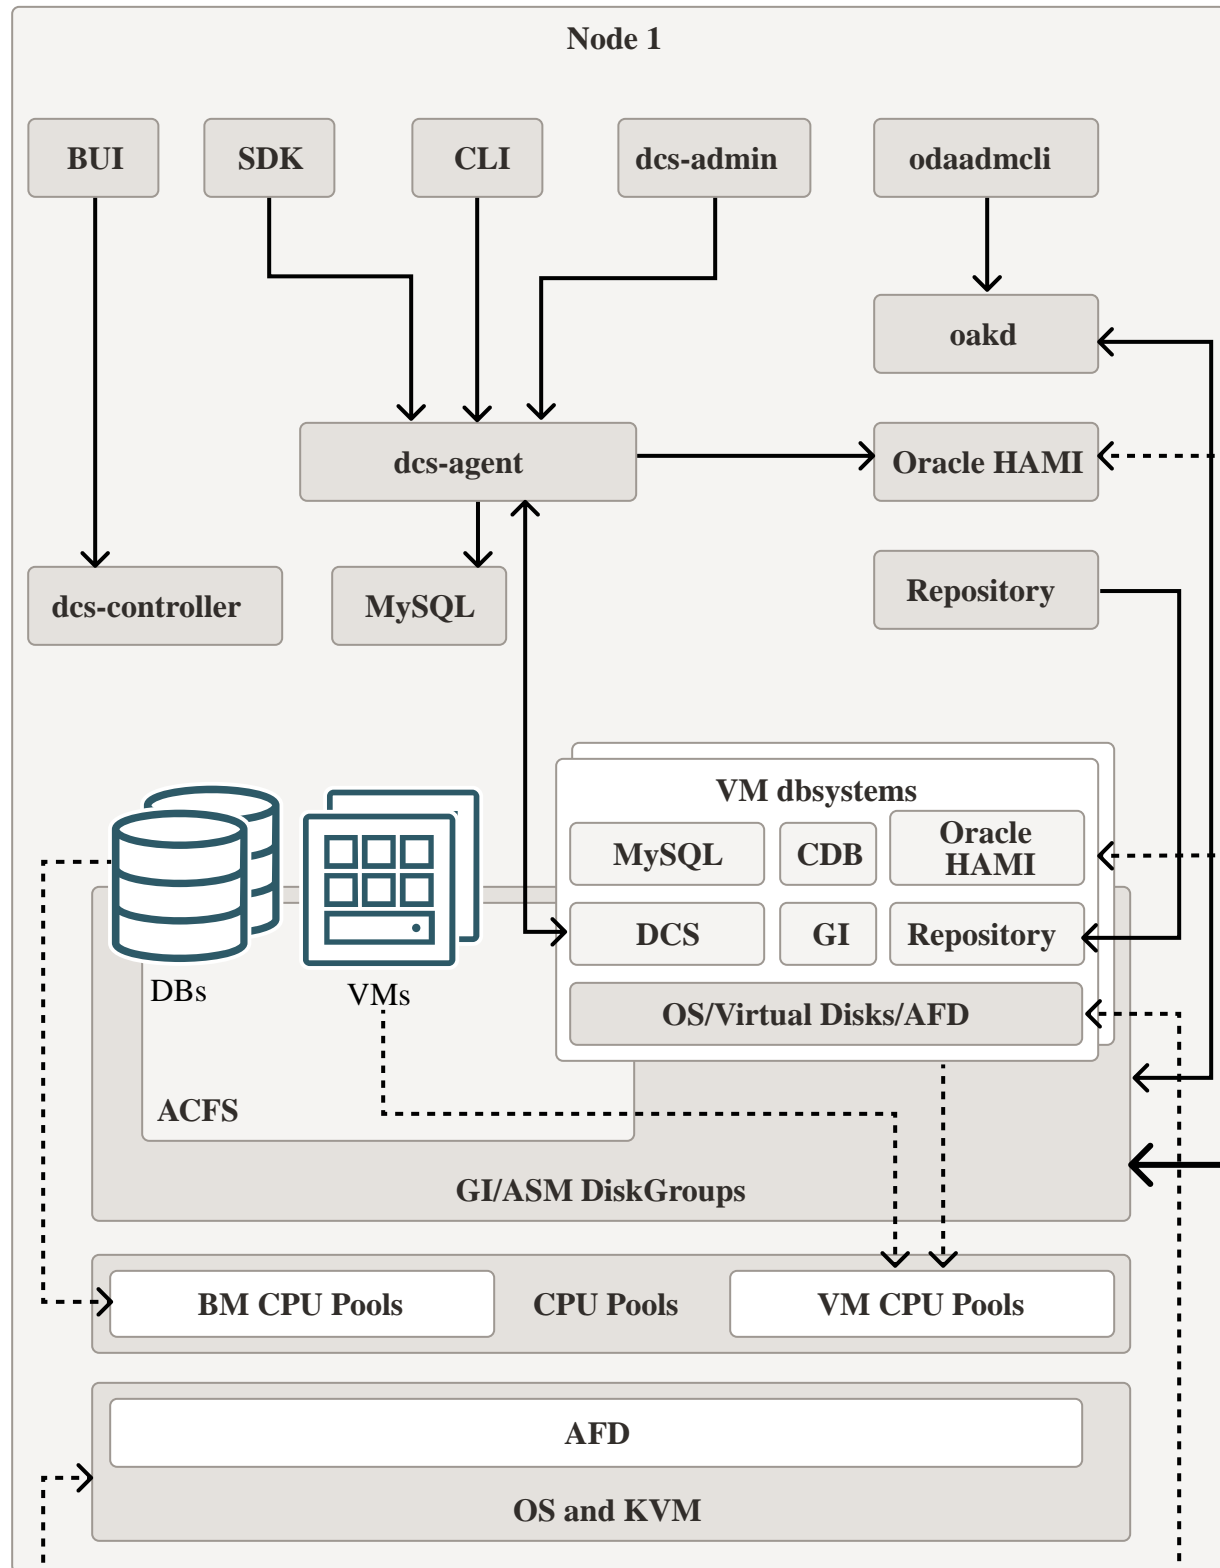 Node 1
BUI
SDK
CLI
dcs-admin
odaadmcli
oakd
dcs-agent
Oracle HAMI
dcs-controller
MySQL
Repository
VM dbsystems
MySQL
CDB
Oracle
HAMI
DCS
GI
Repository
DBs
VMs
OS/Virtual Disks/AFD
ACFS
GI/ASM DiskGroups
BM CPU Pools
CPU Pools
VM CPU Pools
AFD
OS and KVM